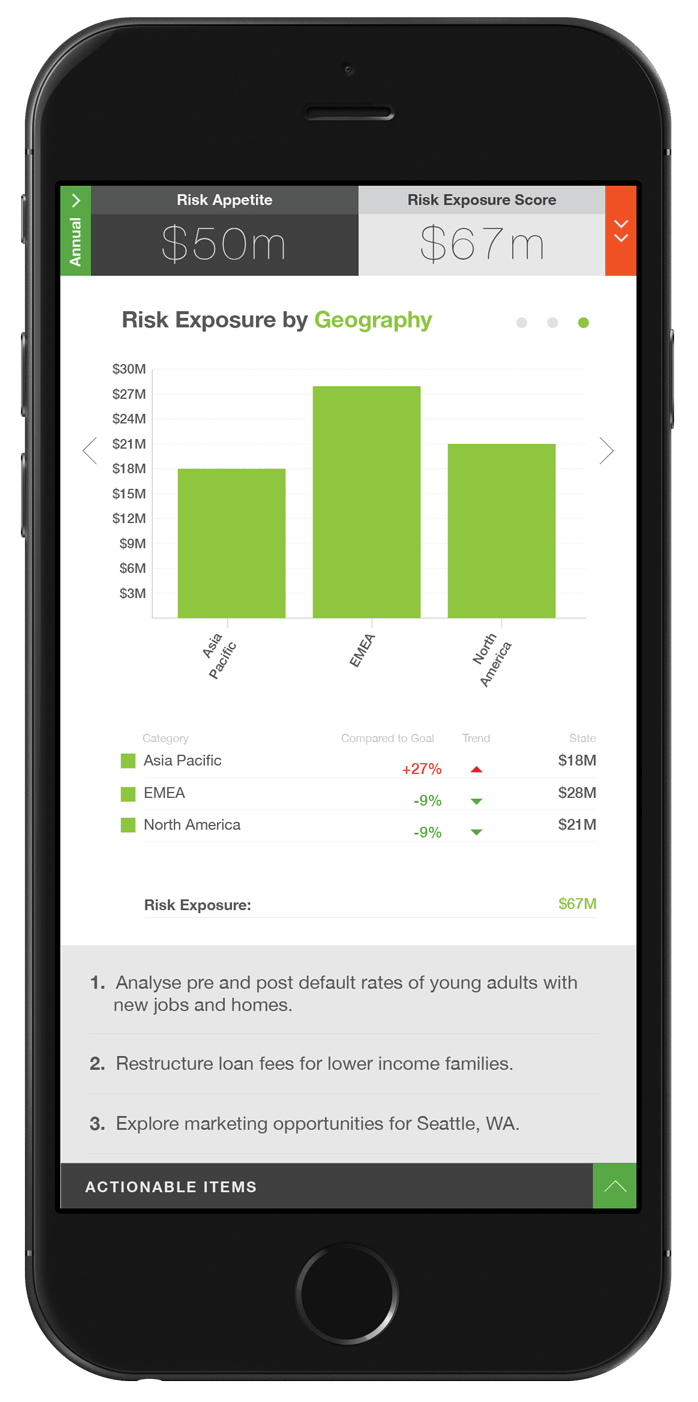 Annual
Risk Appetite
$50m
Risk Exposure Score
$67m
Risk Exposure by Geography
$30M
$27M
$24M
$21M
$18M
$15M
$12M
$9M
$6M
$3M
Asia
Pacific
EMEA
North
America
Category Compared to Goal Trend State
Asia Pacific +27% $18M
EMEA -9% $28M
North America -9% $21M
Risk Exposure: $67M
1. Analyse pre and post default rates of young adults with
new jobs and homes.
2. Restructure loan fees for lower income families.
3. Explore marketing opportunities for Seattle, WA.
ACTIONABLE ITEMS